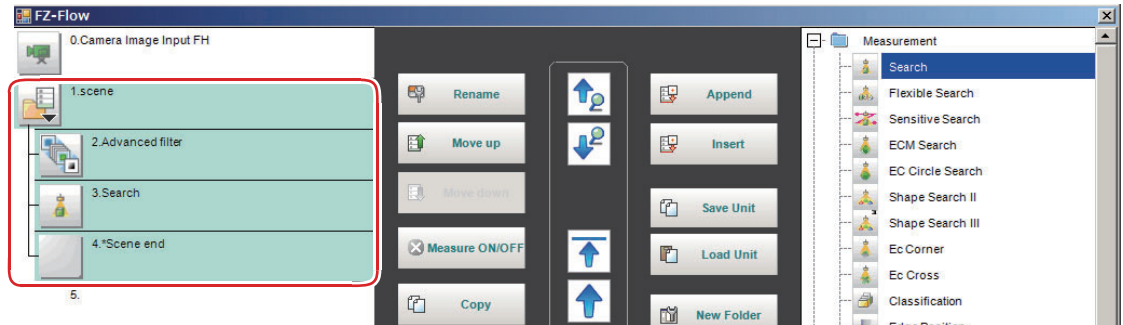 FZ-Flow
0.Camera Image Input FH
1.scene
2.Advanced filter
3.Search
4.*Scene end
5.
Rename
Move up
Move down
Measure ON/OFF
Copy
Append
Insert
Save Unit
Load Unit
New Folder
Measurement
Search
Flexible Search
Sensitive Search
ECM Search
EC Circle Search
Shape Search II
3
Shape Search III
Ec Corner
Ec Cross
Classification
Edge Position